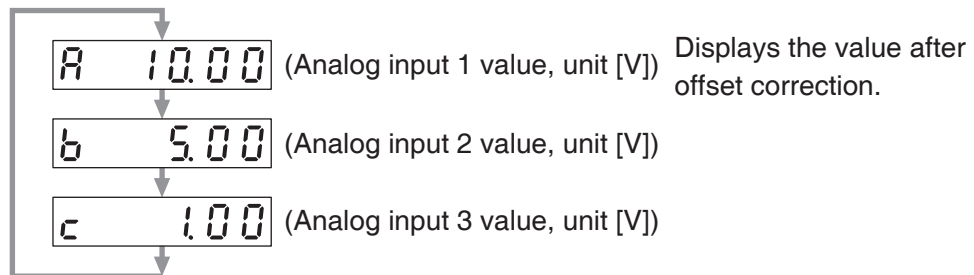 A 10.00 (Analog input 1 value, unit [V]) Displays the value after
offset correction.
b 5.00 (Analog input 2 value, unit [V])
c 1.00 (Analog input 3 value, unit [V])